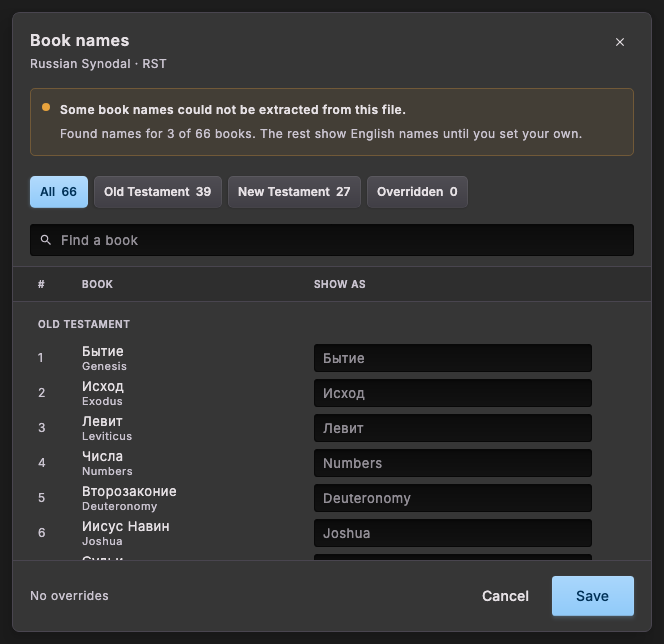 Book names
Russian Synodal · RST
Some book names could not be extracted from this file.
Found names for 3 of 66 books. The rest show English names until you set your own.
All 66 Old Testament 39 New Testament 27 Overridden 0
Find a book
# BOOK SHOW AS
OLD TESTAMENT
1 Бытие Бытие
Genesis
2 Исход Исход
Exodus
3 Левит Левит
Leviticus
4 Числа Numbers
Numbers
5 Второзаконие Deuteronomy
Deuteronomy
6 Иисус Навин Joshua
Joshua
No overrides Cancel Save